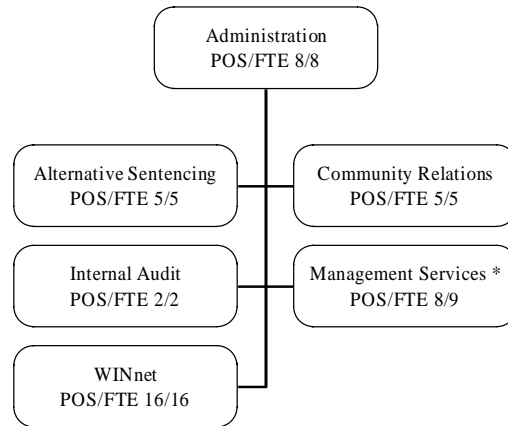 Administration
POS/FTE 8/8
Alternative Sentencing
POS/FTE 5/5
Community Relations
POS/FTE 5/5
Internal Audit
POS/FTE 2/2
Management Services *
POS/FTE 8/9
WINnet
POS/FTE 16/16